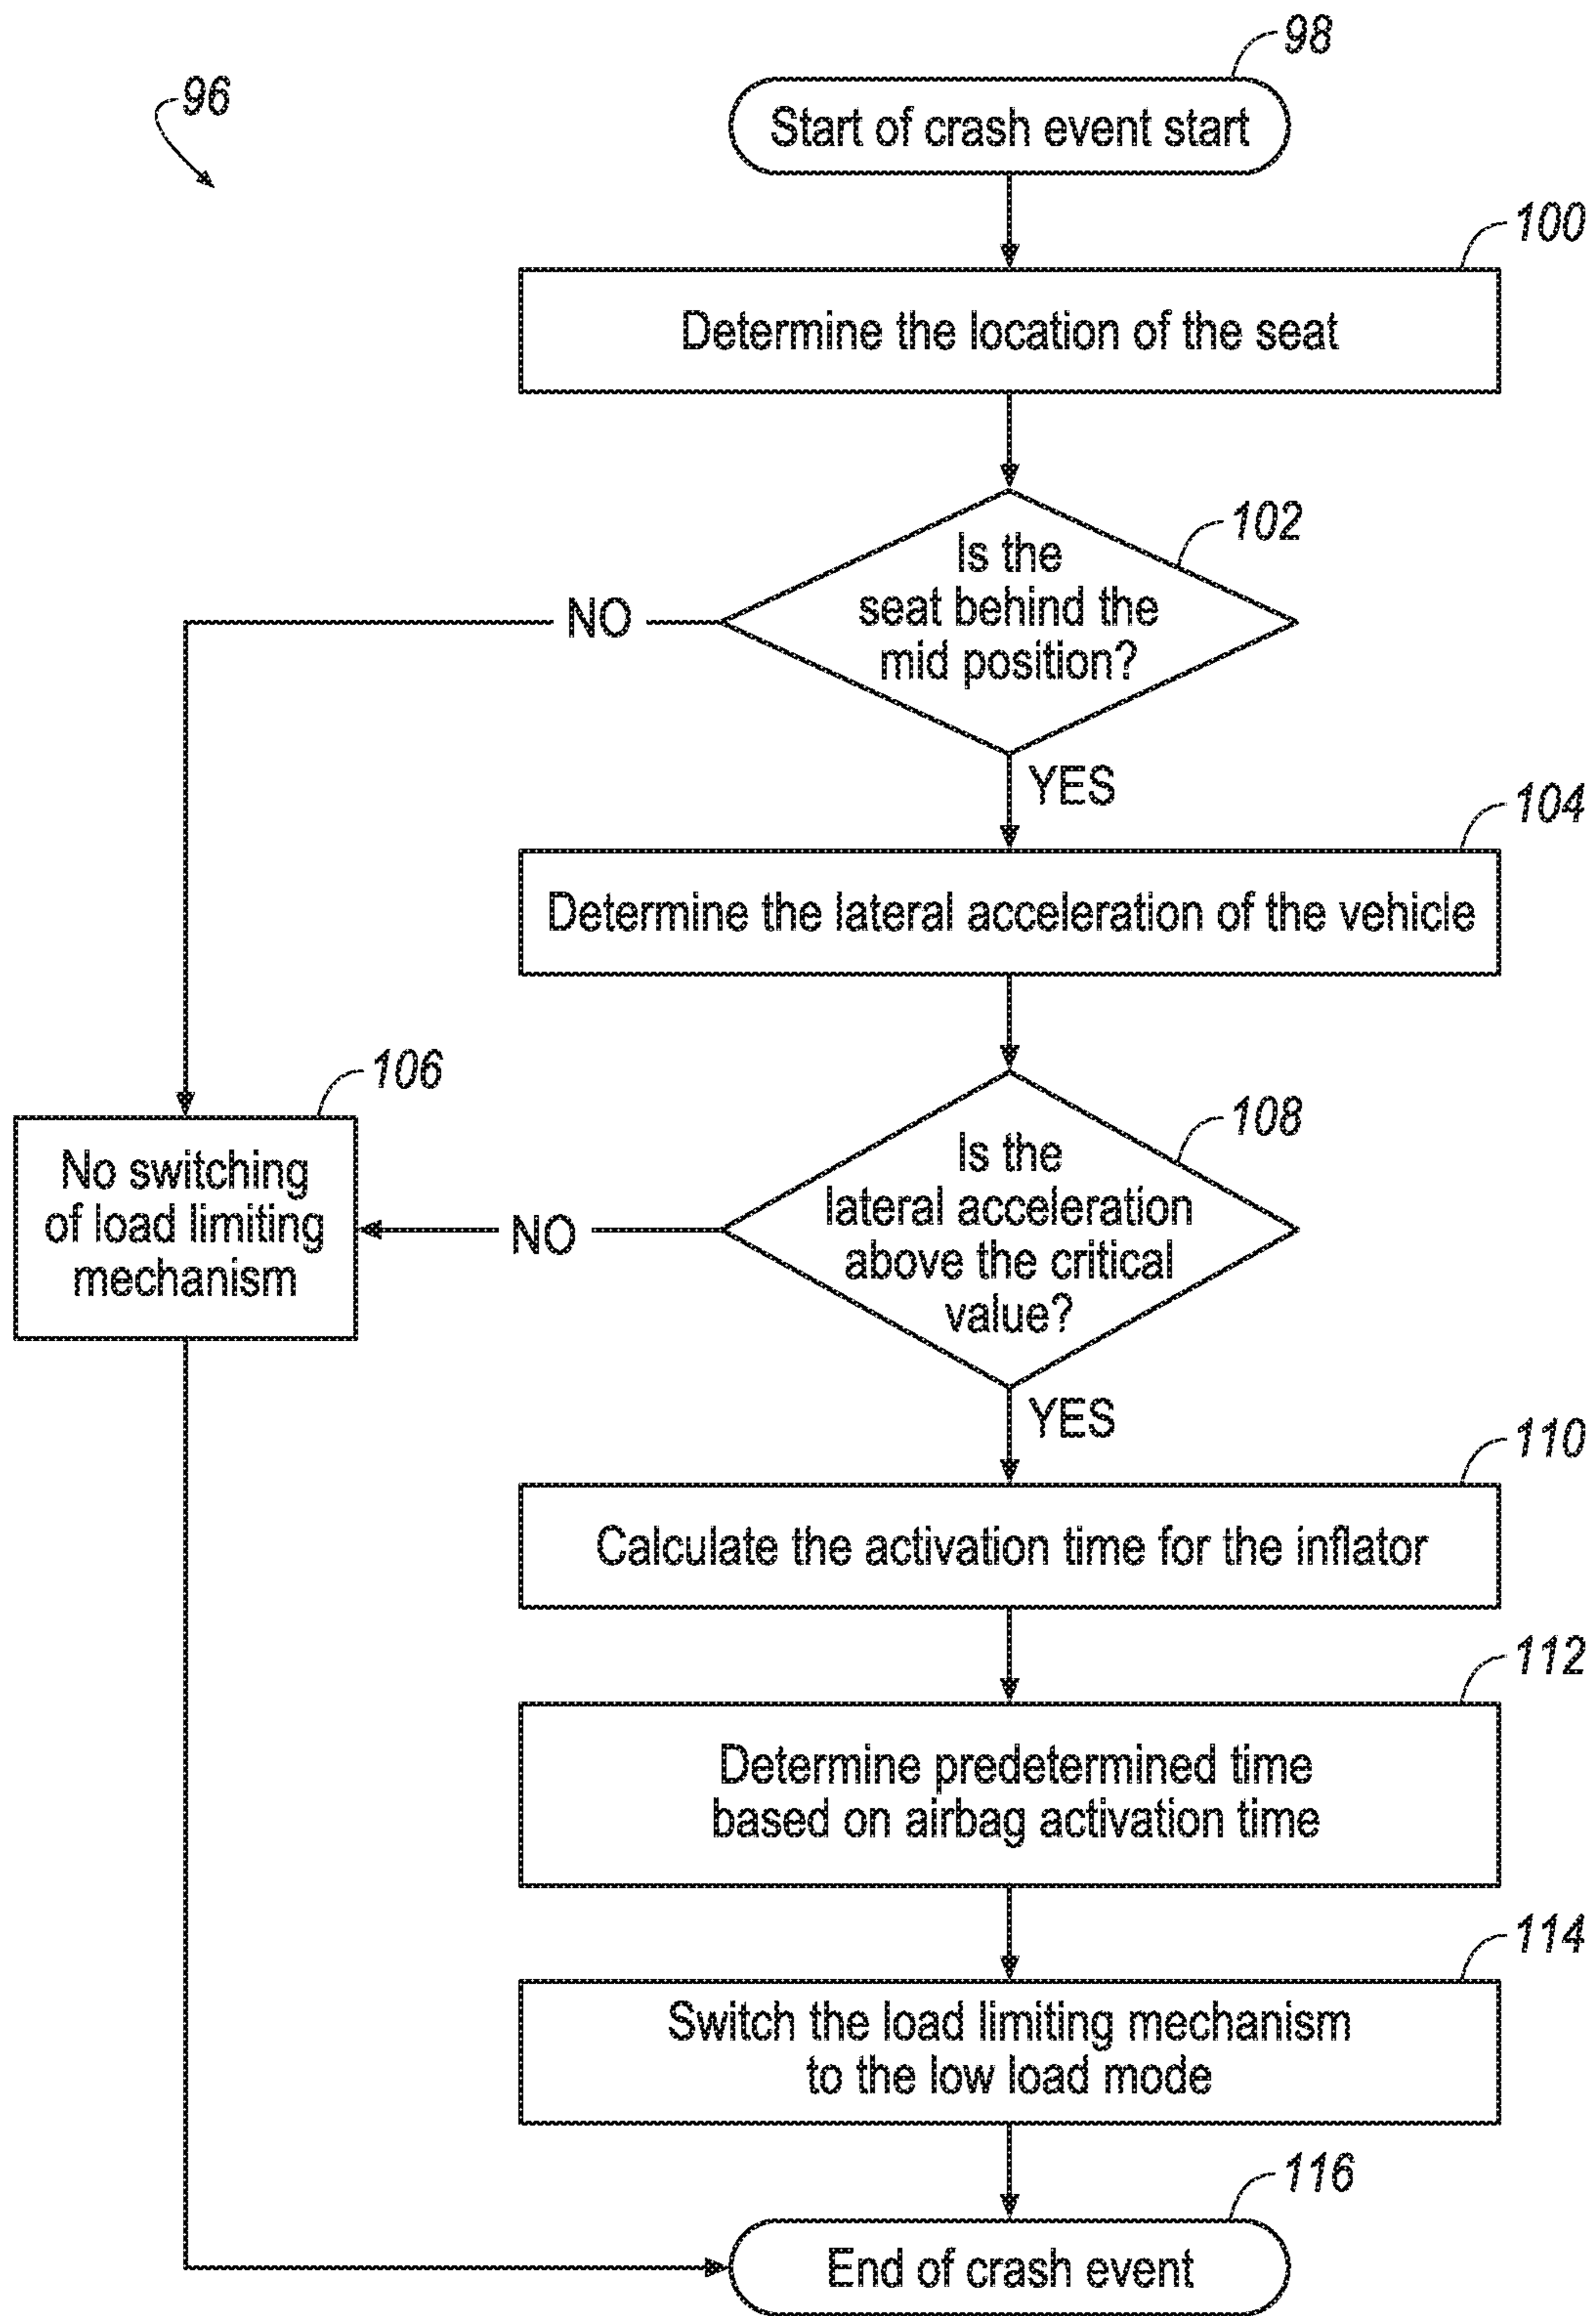 98
96
Start of crash event start
100
Determine the location of the seat
102
Is the
seat behind the
mid position?
NO
YES
104
Determine the lateral acceleration of the vehicle
106
No switching
of load limiting
mechanism
108
Is the
lateral acceleration
above the critical
value?
NO
YES
110
Calculate the activation time for the inflator
112
Determine predetermined time
based on airbag activation time
114
Switch the load limiting mechanism
to the low load mode
116
End of crash event